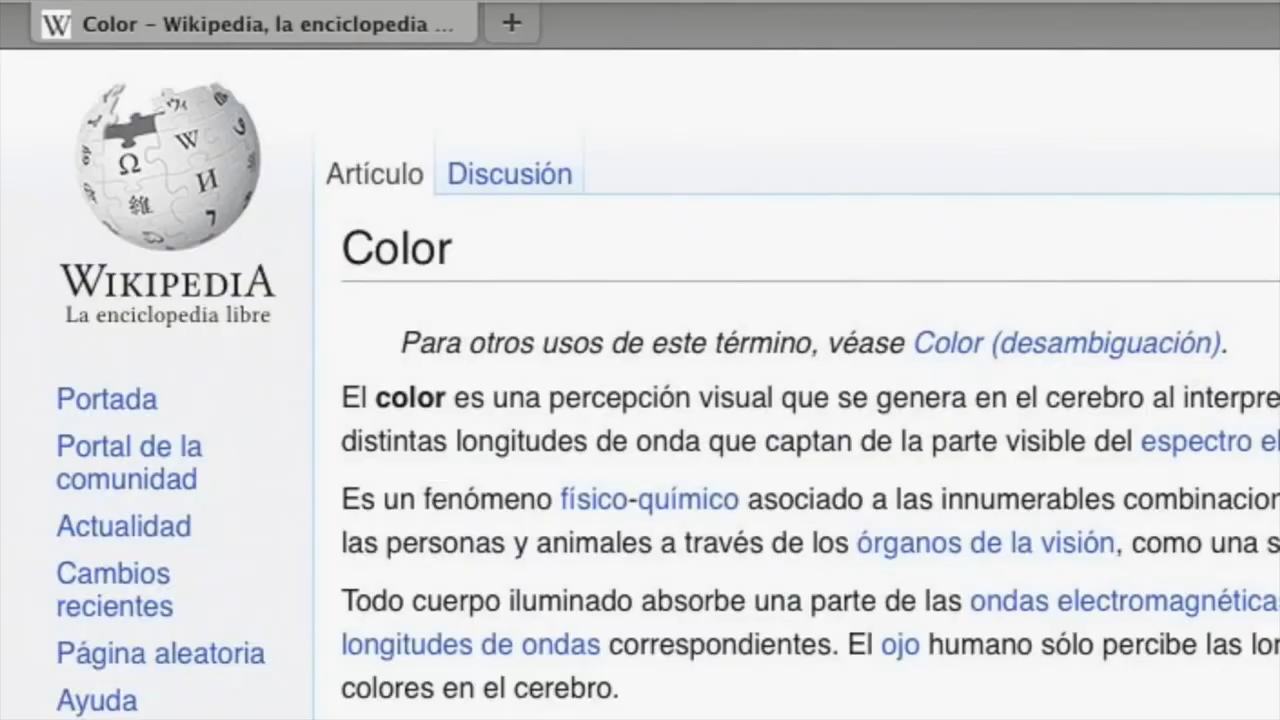 Color – Wikipedia, la enciclopedia ...
+
WIKIPEDIA
La enciclopedia libre
Portada
Portal de la
comunidad
Actualidad
Cambios
recientes
Página aleatoria
Ayuda
Artículo
Discusión
Color
Para otros usos de este término, véase Color (desambiguación).
El color es una percepción visual que se genera en el cerebro al interpre
distintas longitudes de onda que captan de la parte visible del espectro el
Es un fenómeno físico-químico asociado a las innumerables combinacion
las personas y animales a través de los órganos de la visión, como una s
Todo cuerpo iluminado absorbe una parte de las ondas electromagnéticas
longitudes de ondas correspondientes. El ojo humano sólo percibe las lon
colores en el cerebro.